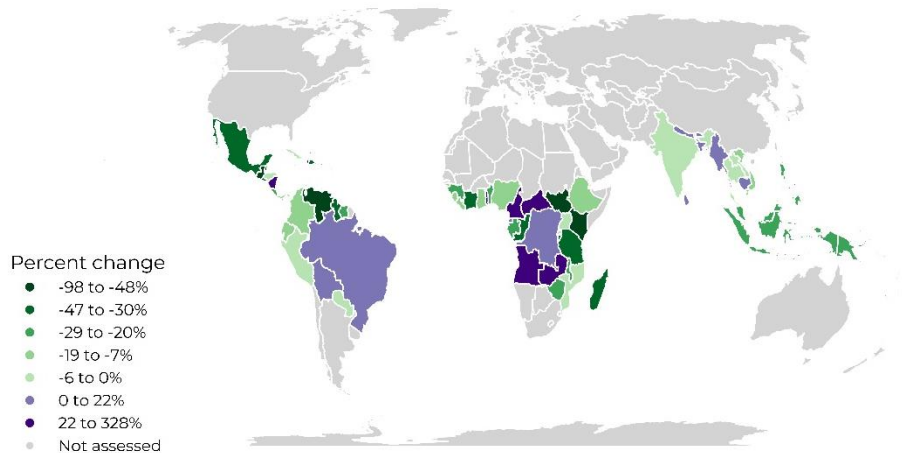 Percent change
-98 to -48%
-47 to -30%
-29 to -20%
-19 to -7%
-6 to 0%
0 to 22%
22 to 328%
Not assessed